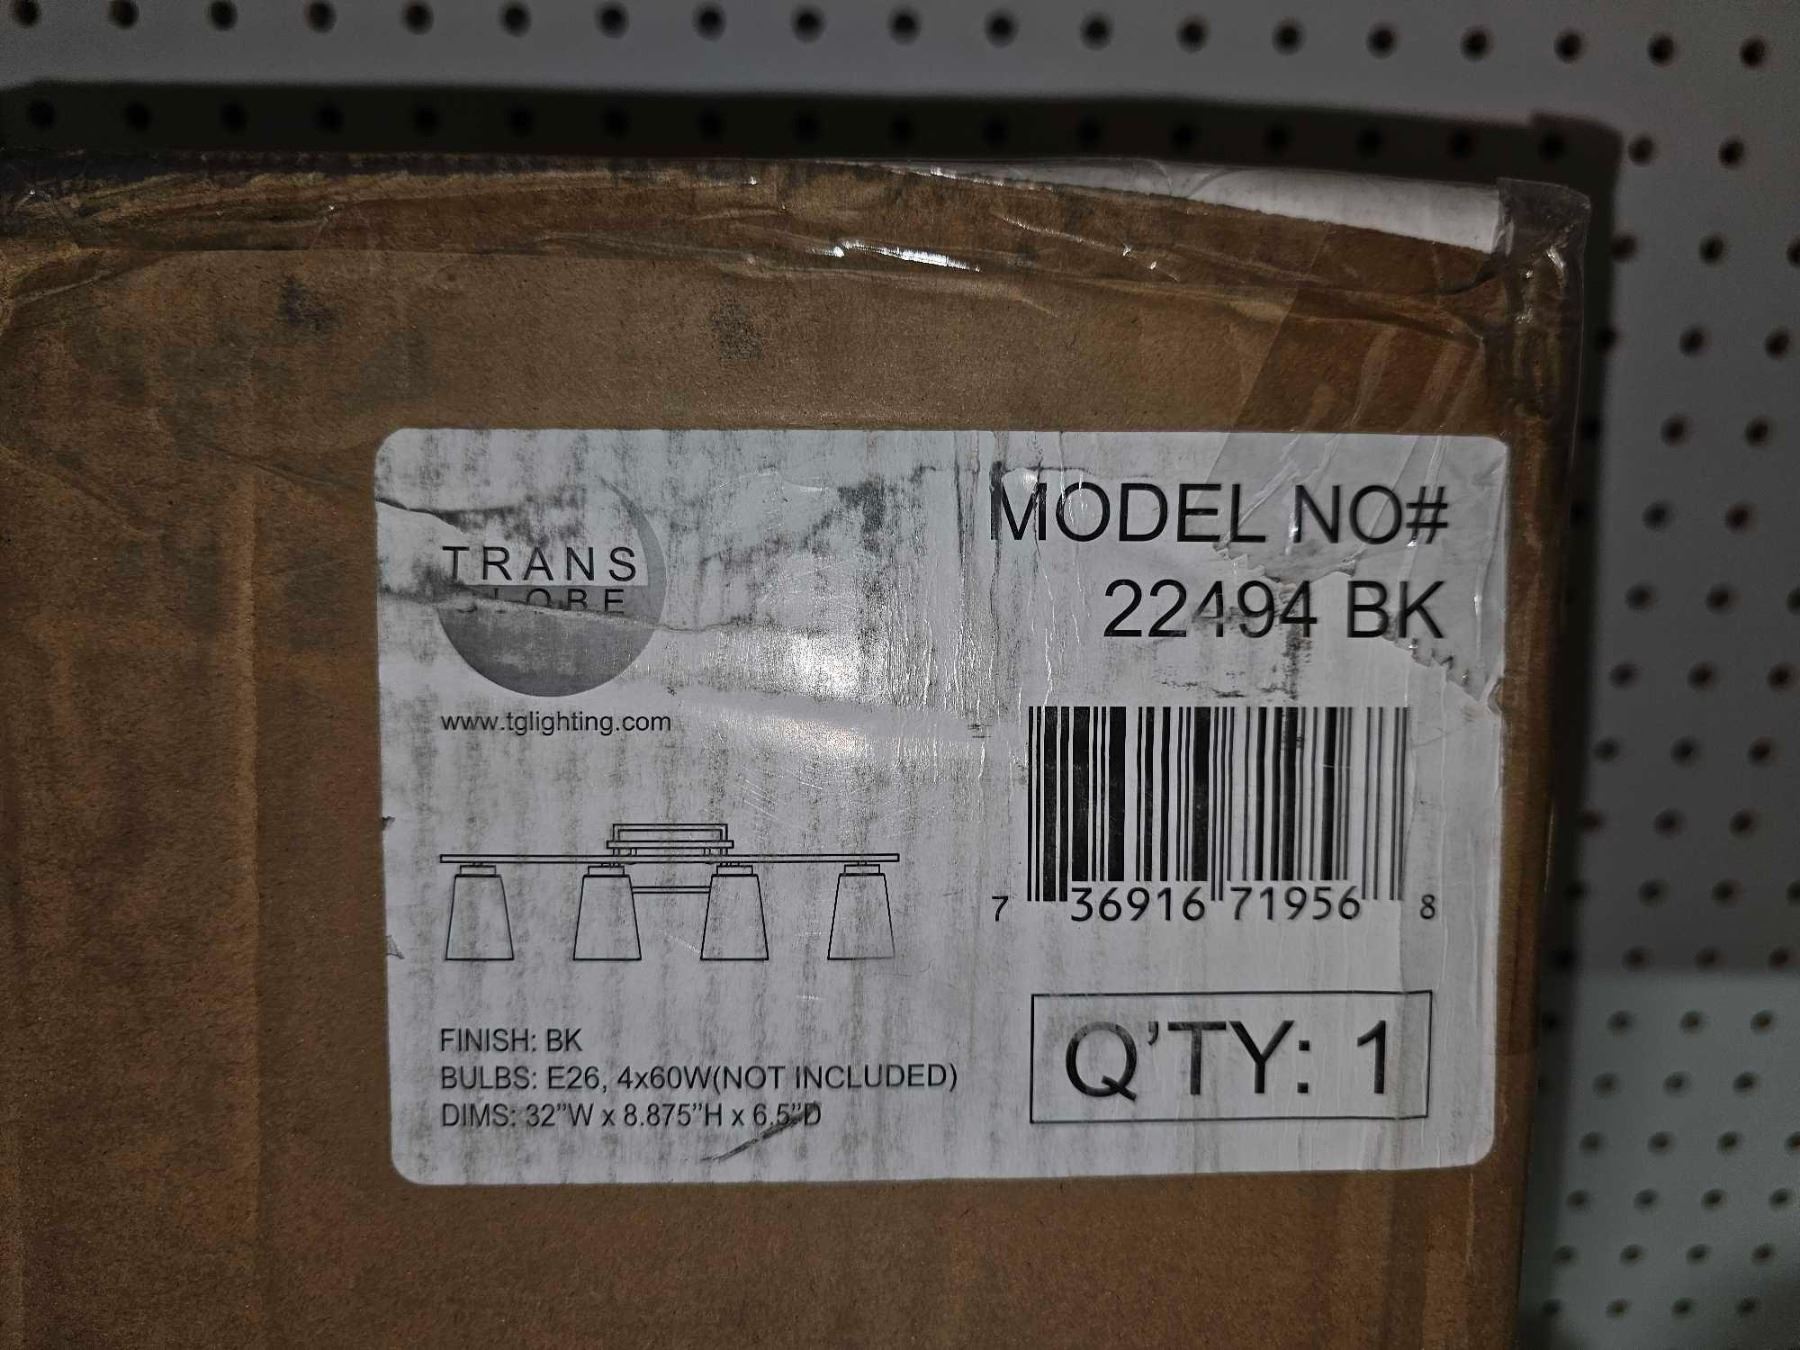 TRANS
GLOBE
www.tglighting.com
MODEL NO#
22494 BK
7 36916 71956 8
FINISH: BK
BULBS: E26, 4x60W(NOT INCLUDED)
DIMS: 32”W x 8.875”H x 6.5”D
Q’TY: 1